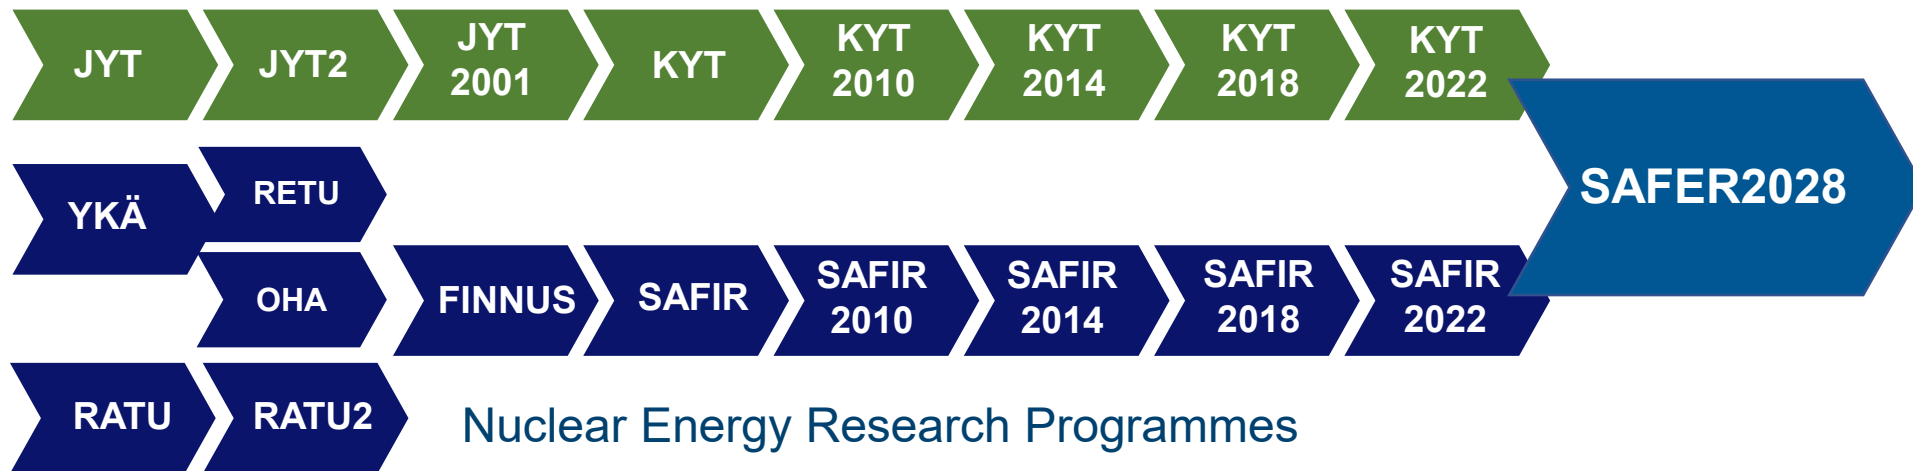 JYT
JYT2
JYT
2001
KYT
KYT
2010
KYT
2014
KYT
2018
KYT
2022
YKÄ
RETU
OHA
FINNUS
SAFIR
SAFIR
2010
SAFIR
2014
SAFIR
2018
SAFIR
2022
SAFER2028
RATU
RATU2
Nuclear Energy Research Programmes